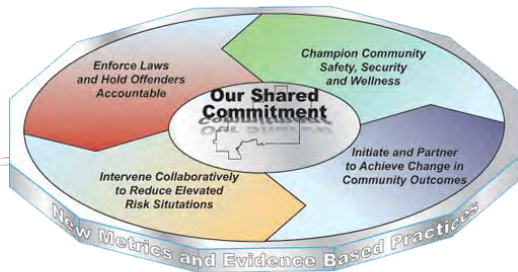 Enforce Laws
and Hold Offenders
Accountable
Champion Community
Safety, Security
and Wellness
Our Shared
Commitment
Intervene Collaboratively
to Reduce Elevated
Risk Situtations
Initiate and Partner
to Achieve Change in
Community Outcomes
New Metrics and Evidence Based Practices